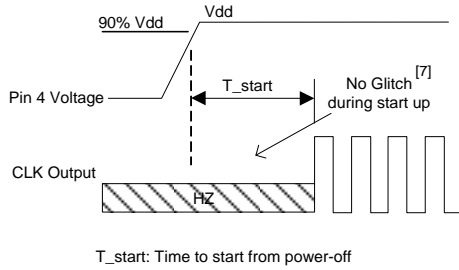 Vdd
90% Vdd
T_start
No Glitch [7]
during start up
Pin 4 Voltage
CLK Output
HZ
T_start: Time to start from power-off